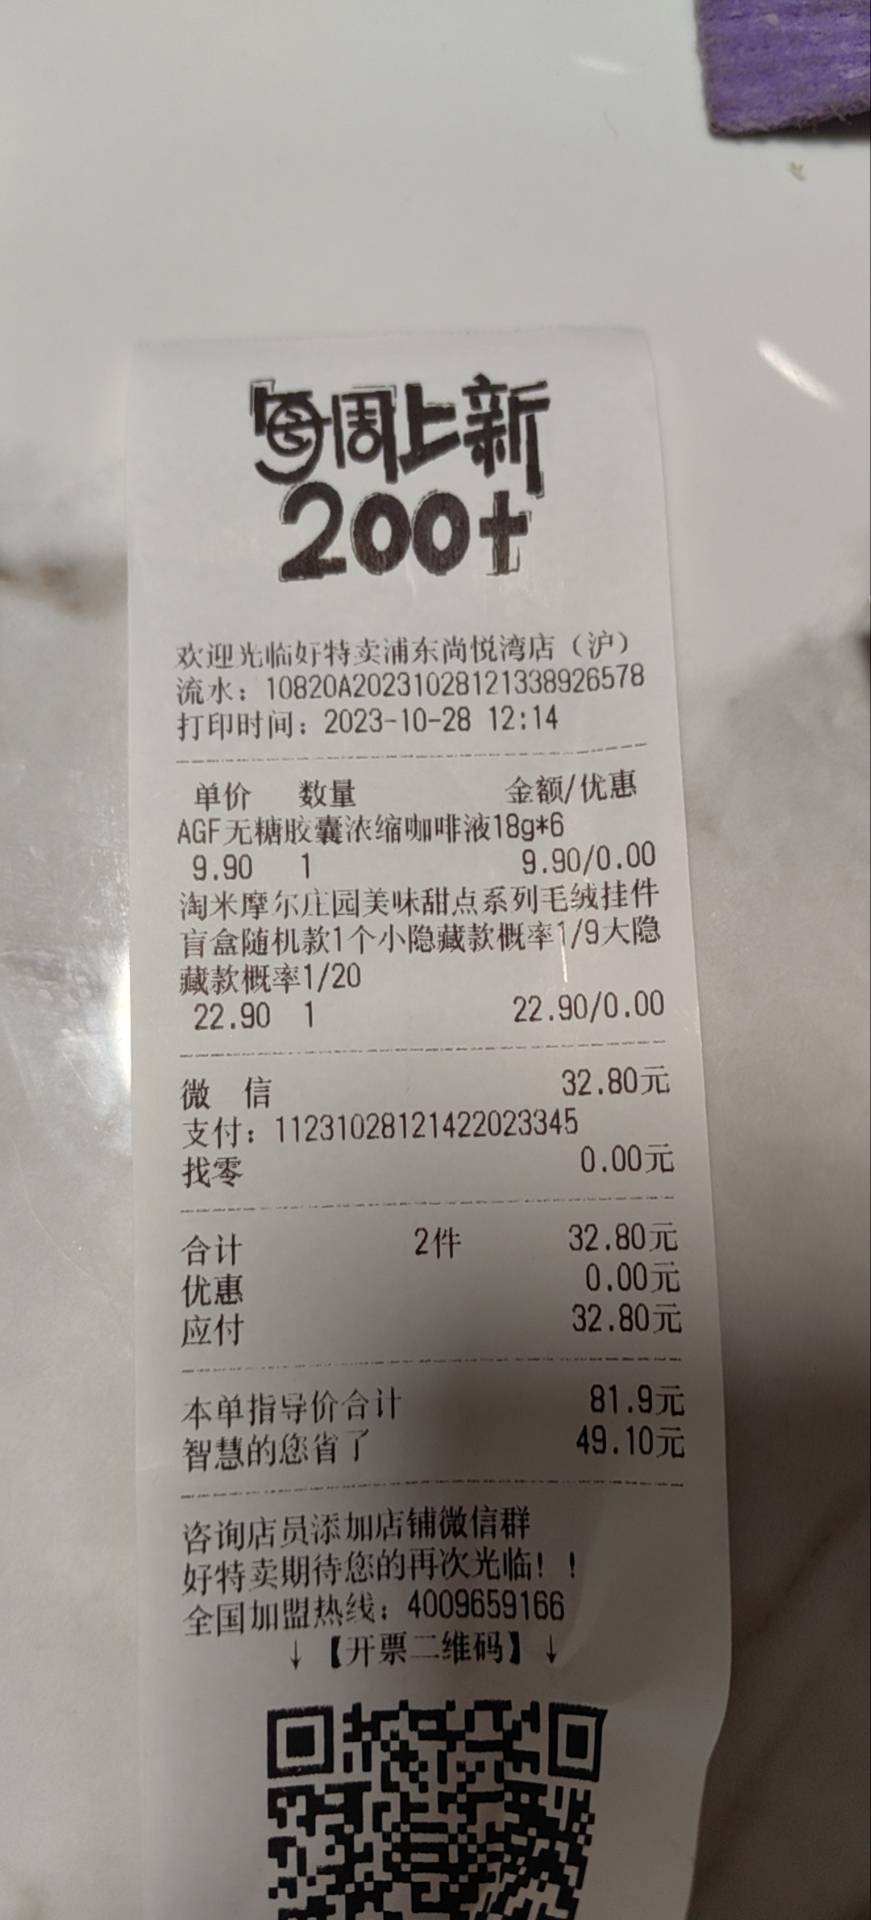 每周上新
200+
欢迎光临好特卖浦东尚悦湾店（沪）
流水：10820A20231028121338926578
打印时间：2023-10-28 12:14
单价 数量 金额/优惠
AGF无糖胶囊浓缩咖啡液18g*6
9.90 1 9.90/0.00
淘米摩尔庄园美味甜点系列毛绒挂件
盲盒随机款1个小隐藏款概率1/9大隐
藏款概率1/20
22.90 1 22.90/0.00
微 信 32.80元
支付：11231028121422023345
找零 0.00元
合计 2件 32.80元
优惠 0.00元
应付 32.80元
本单指导价合计 81.9元
智慧的您省了 49.10元
咨询店员添加店铺微信群
好特卖期待您的再次光临！！
全国加盟热线：4009659166
↓【开票二维码】↓